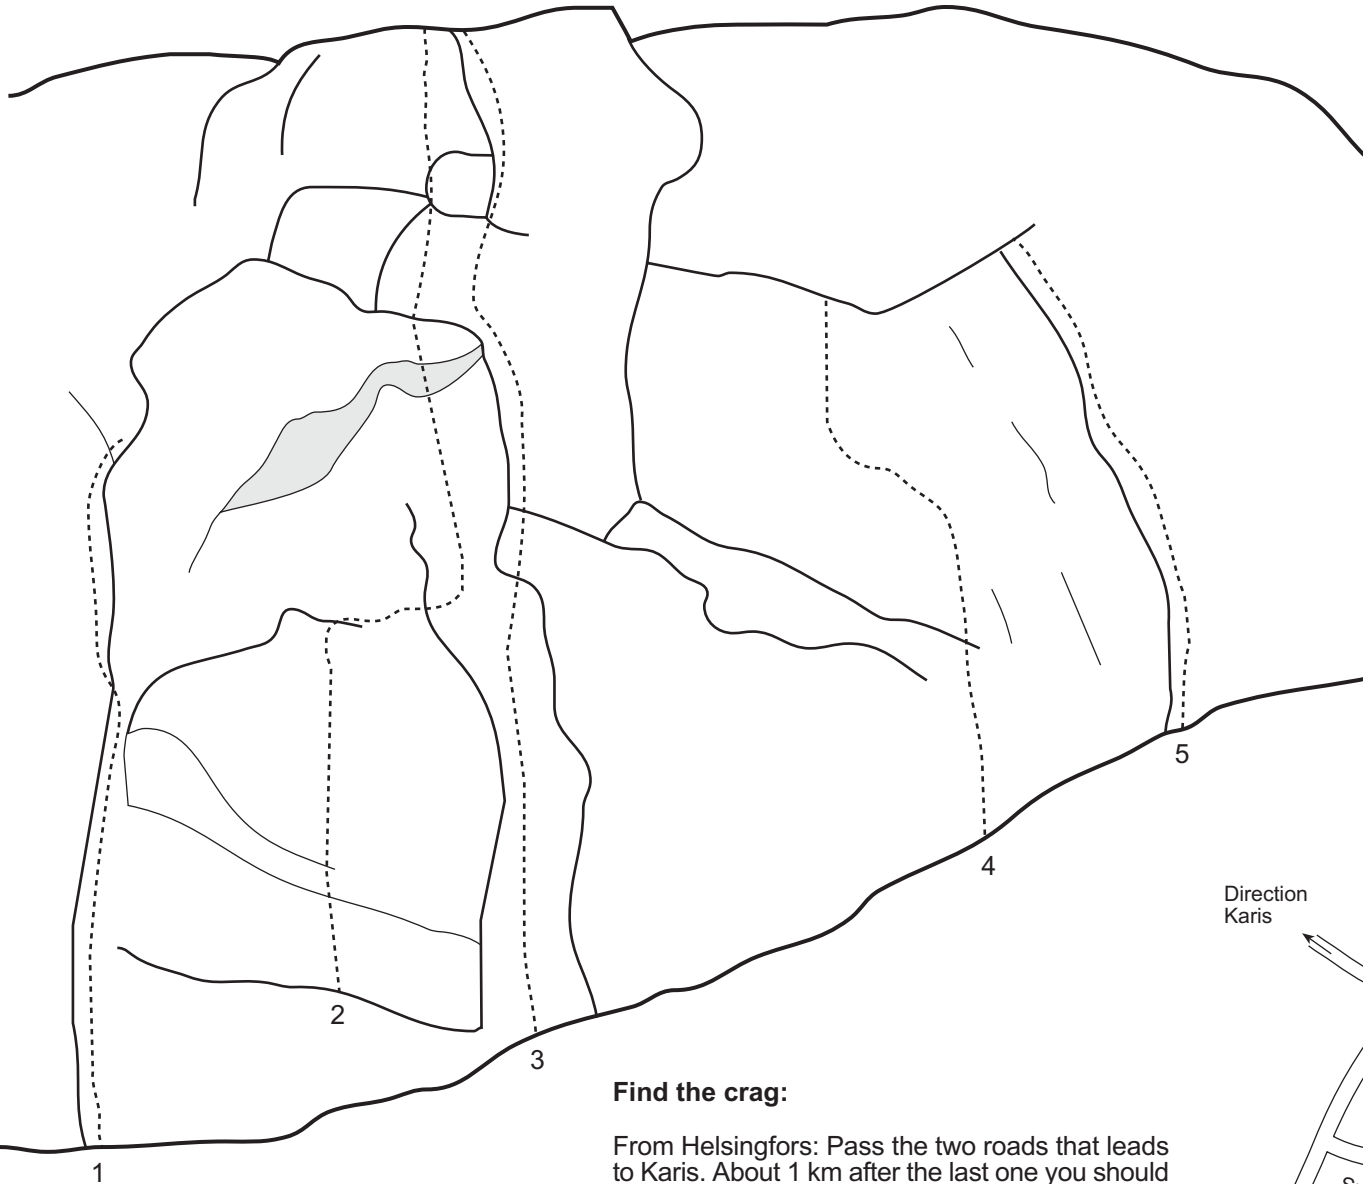 5
4
Direction
Karis
2
3
Find the crag:
From Helsingfors: Pass the two roads that leads
to Karis. About 1 km after the last one you should
1